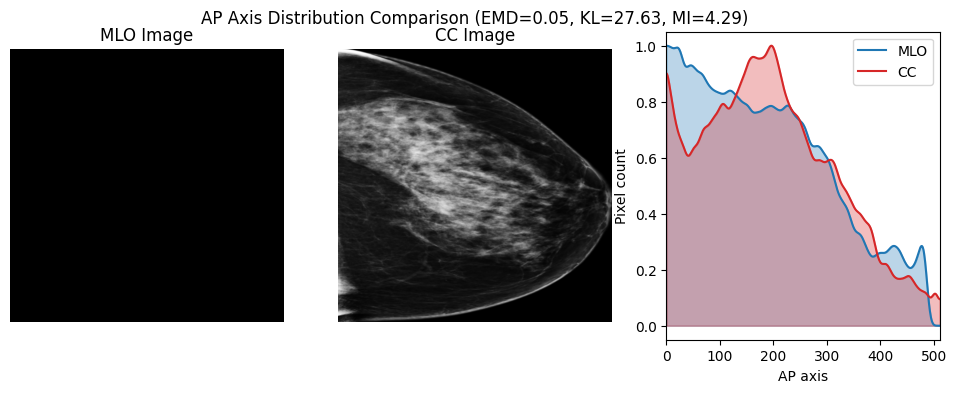 AP Axis Distribution Comparison (EMD=0.05, KL=27.63, MI=4.29)
MLO Image
CC Image
MLO
CC
1.0
0.8
0.6
0.4
0.2
0.0
Pixel count
0 100 200 300 400 500
AP axis